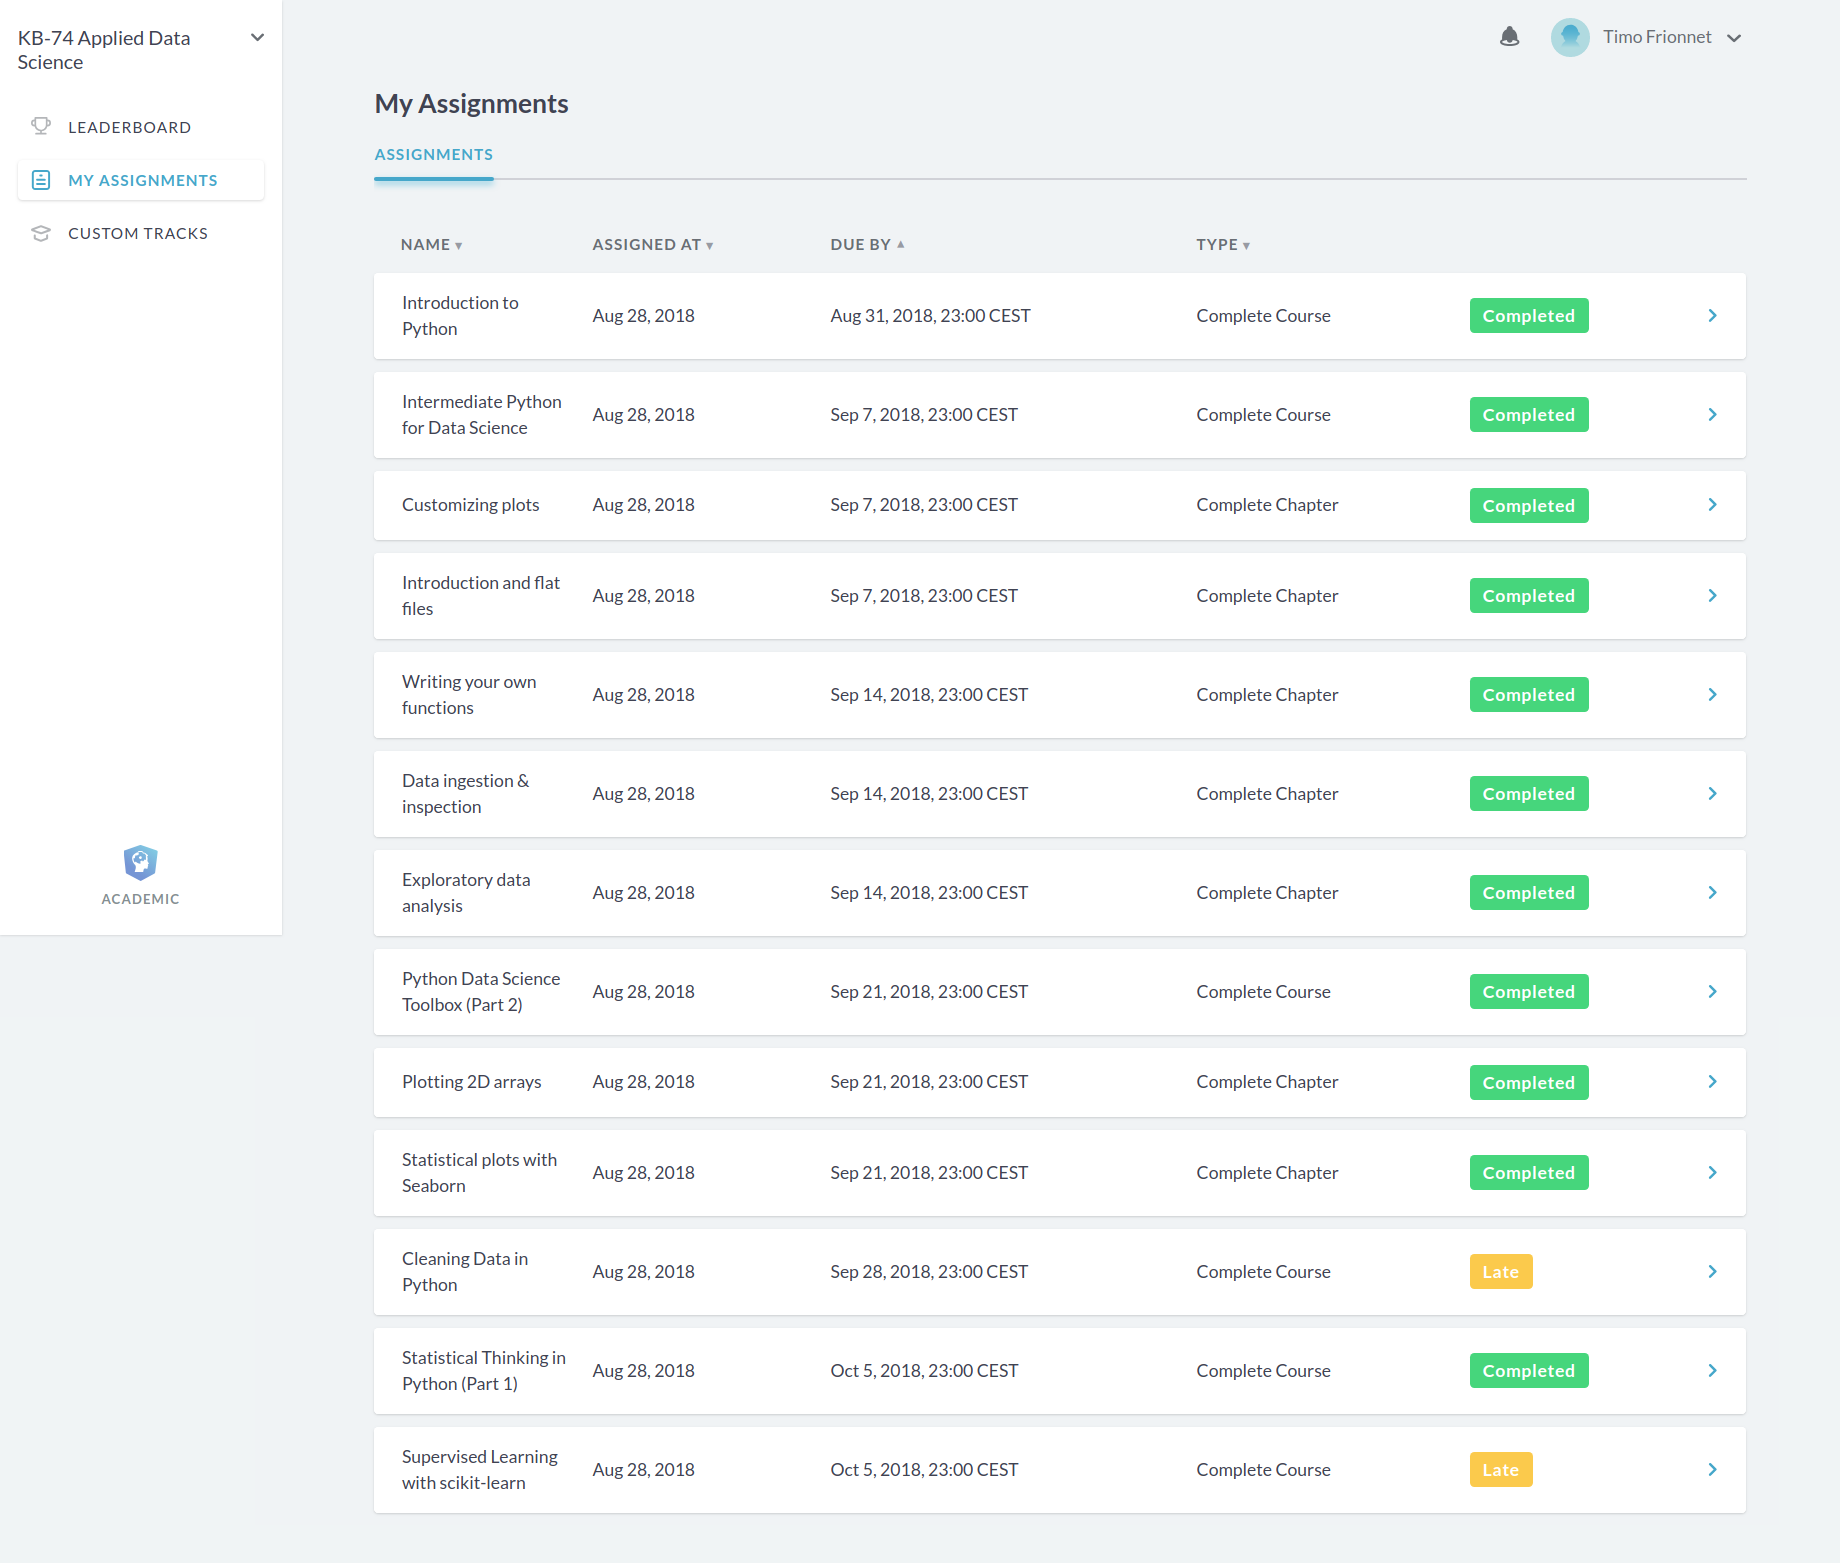 KB-74 Applied Data
Science
LEADERBOARD
MY ASSIGNMENTS
CUSTOM TRACKS
ACADEMIC
Timo Frionnet
My Assignments
ASSIGNMENTS
NAME ▾ ASSIGNED AT ▾ DUE BY ▴ TYPE ▾
Introduction to
Python
Aug 28, 2018 Aug 31, 2018, 23:00 CEST Complete Course Completed
Intermediate Python
for Data Science
Aug 28, 2018 Sep 7, 2018, 23:00 CEST Complete Course Completed
Customizing plots Aug 28, 2018 Sep 7, 2018, 23:00 CEST Complete Chapter Completed
Introduction and flat
files
Aug 28, 2018 Sep 7, 2018, 23:00 CEST Complete Chapter Completed
Writing your own
functions
Aug 28, 2018 Sep 14, 2018, 23:00 CEST Complete Chapter Completed
Data ingestion &
inspection
Aug 28, 2018 Sep 14, 2018, 23:00 CEST Complete Chapter Completed
Exploratory data
analysis
Aug 28, 2018 Sep 14, 2018, 23:00 CEST Complete Chapter Completed
Python Data Science
Toolbox (Part 2)
Aug 28, 2018 Sep 21, 2018, 23:00 CEST Complete Course Completed
Plotting 2D arrays Aug 28, 2018 Sep 21, 2018, 23:00 CEST Complete Chapter Completed
Statistical plots with
Seaborn
Aug 28, 2018 Sep 21, 2018, 23:00 CEST Complete Chapter Completed
Cleaning Data in
Python
Aug 28, 2018 Sep 28, 2018, 23:00 CEST Complete Course Late
Statistical Thinking in
Python (Part 1)
Aug 28, 2018 Oct 5, 2018, 23:00 CEST Complete Course Completed
Supervised Learning
with scikit-learn
Aug 28, 2018 Oct 5, 2018, 23:00 CEST Complete Course Late